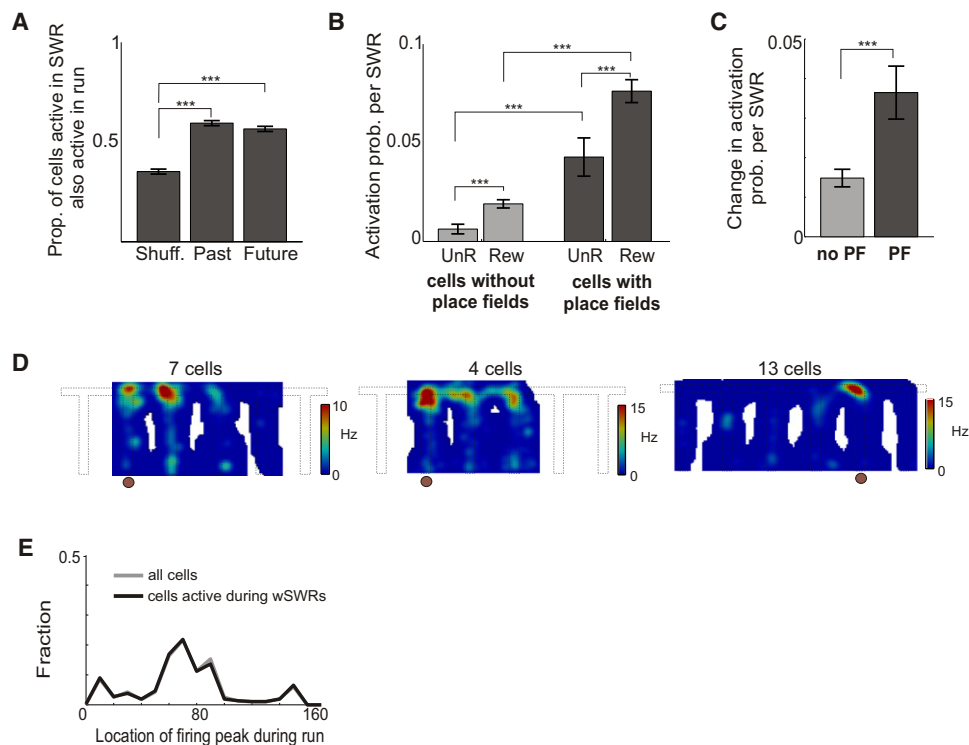 A
Prop. of cells active in SWR
also active in run
1
0.5
***
***
Shuff. Past Future
B
Activation prob. per SWR
0.1
0.05
0
***
***
***
***
UnR Rew UnR Rew
cells without
place fields
cells with
place fields
C
Change in activation
prob. per SWR
0.05
0
***
no PF PF
D
7 cells
10
Hz
0
4 cells
15
Hz
0
13 cells
15
Hz
0
E
Fraction
0.5
all cells
cells active during wSWRs
0 80 160
Location of firing peak during run